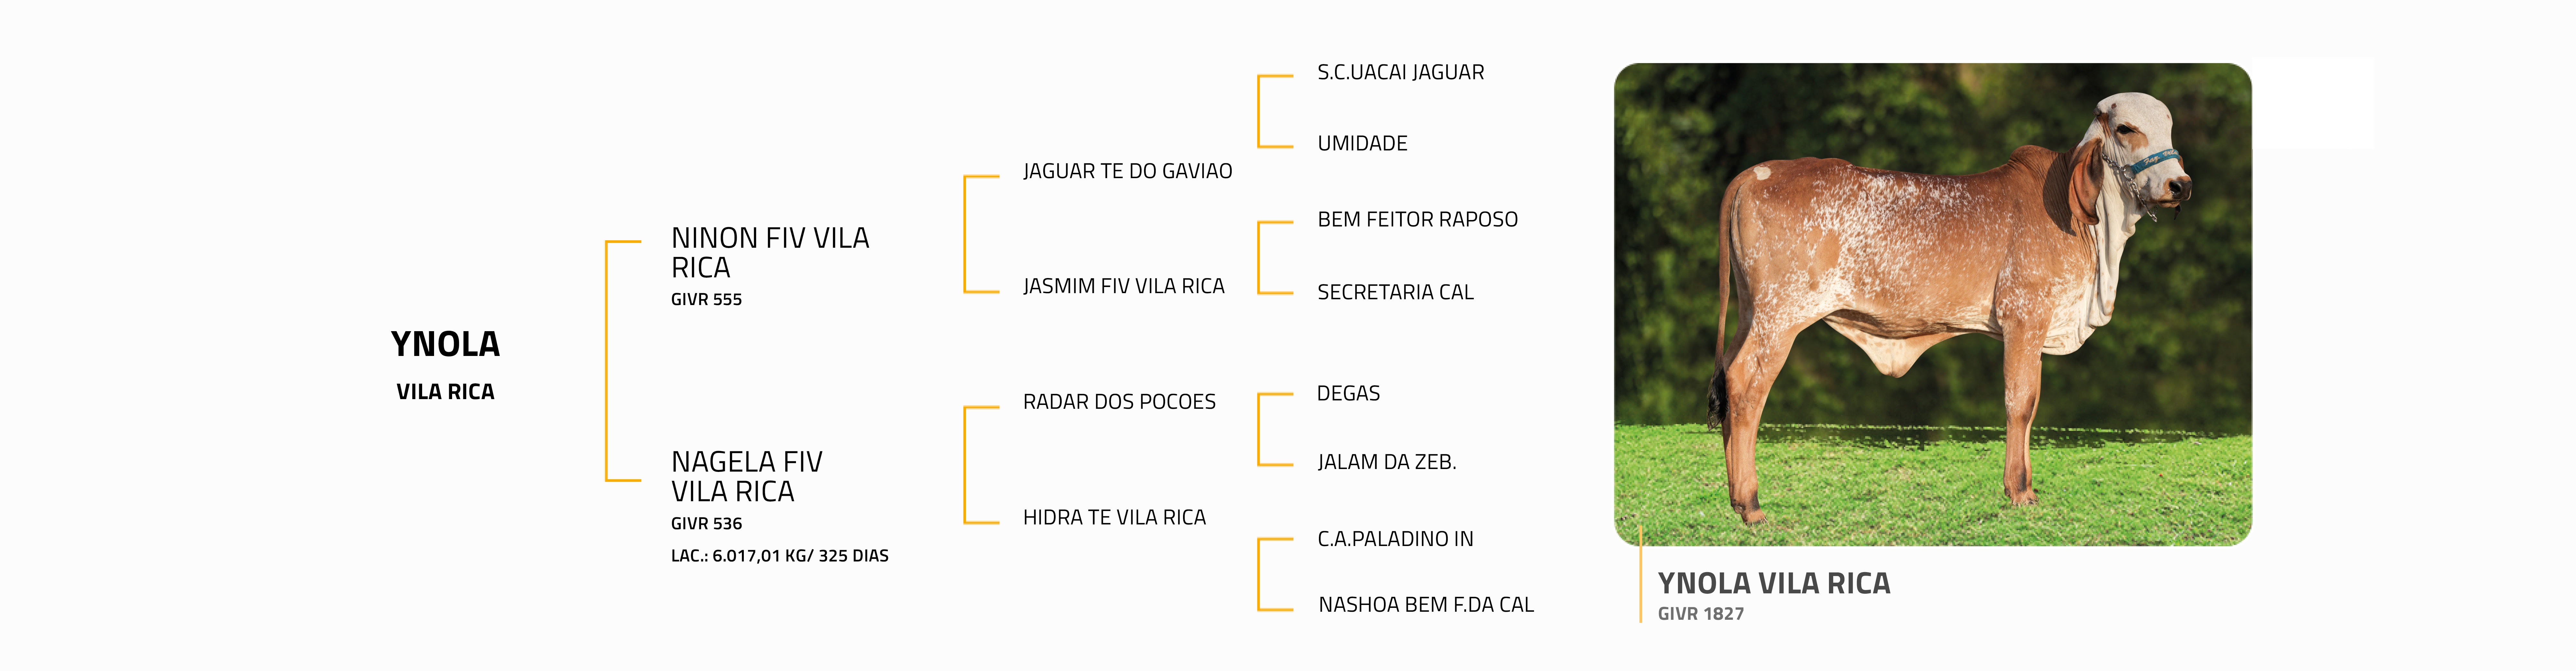 YNOLA
VILA RICA
NINON FIV VILA
RICA
GIVR 555
NAGELA FIV
VILA RICA
GIVR 536
LAC.: 6.017,01 KG/ 325 DIAS
JAGUAR TE DO GAVIAO
JASMIM FIV VILA RICA
RADAR DOS POCOES
HIDRA TE VILA RICA
S.C.UACAI JAGUAR
UMIDADE
BEM FEITOR RAPOSO
SECRETARIA CAL
DEGAS
JALAM DA ZEB.
C.A.PALADINO IN
NASHOA BEM F.DA CAL
YNOLA VILA RICA
GIVR 1827